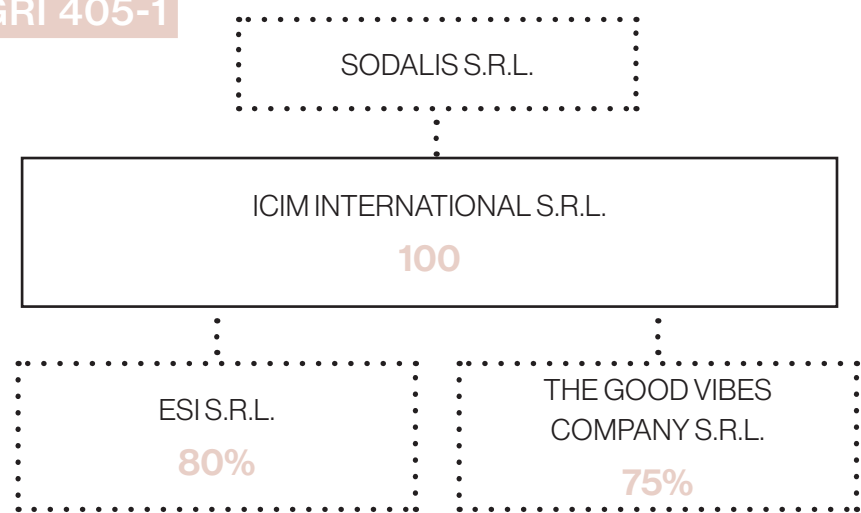 GRI 405-1
SODALIS S.R.L.
ICIM INTERNATIONAL S.R.L.
100
ESI S.R.L.
80%
THE GOOD VIBES
COMPANY S.R.L.
75%